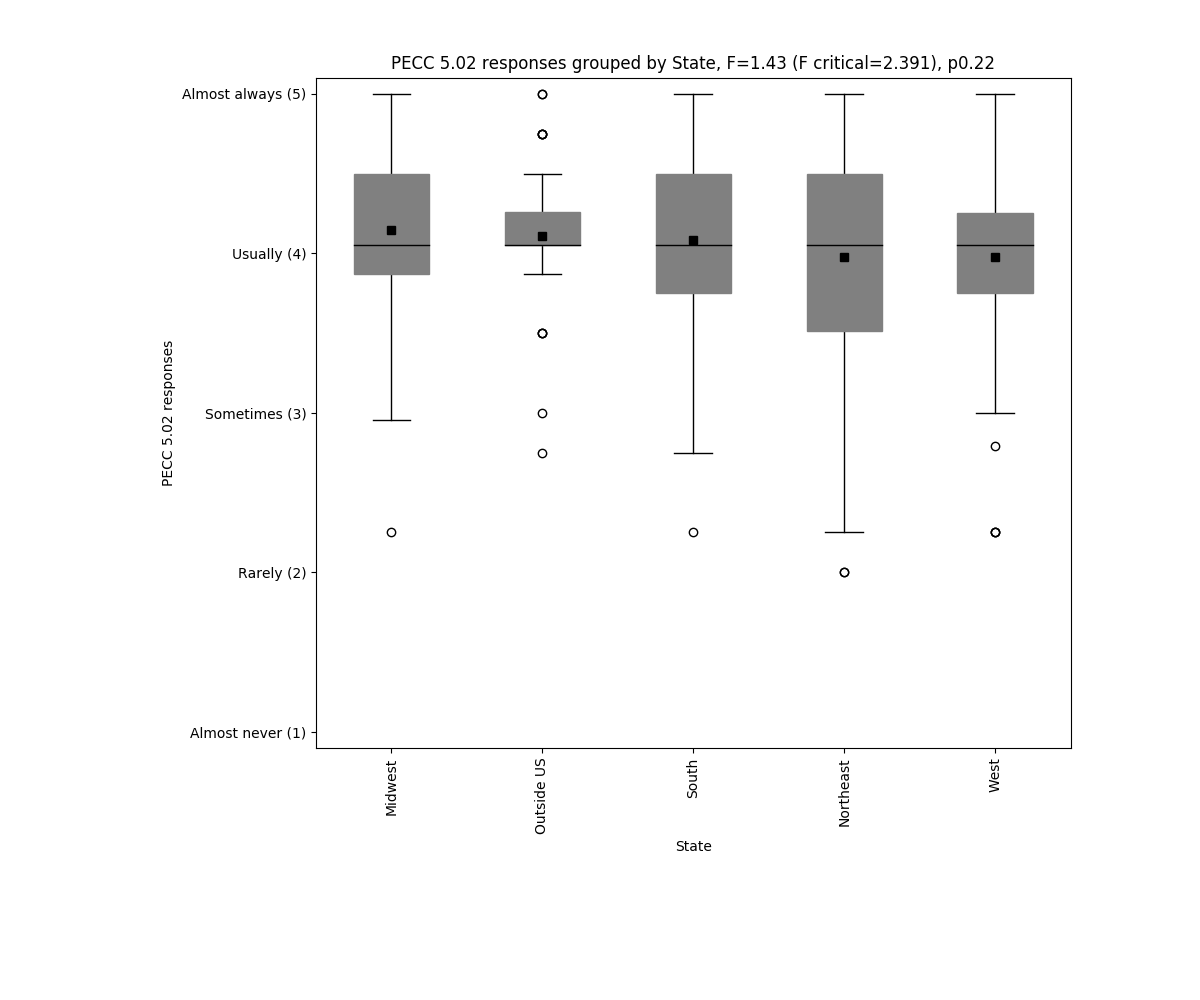 PECC 5.02 responses grouped by State, F=1.43 (F critical=2.391), p0.22
Almost always (5)
Usually (4)
Sometimes (3)
Rarely (2)
Almost never (1)
PECC 5.02 responses
Midwest
Outside US
South
Northeast
West
State